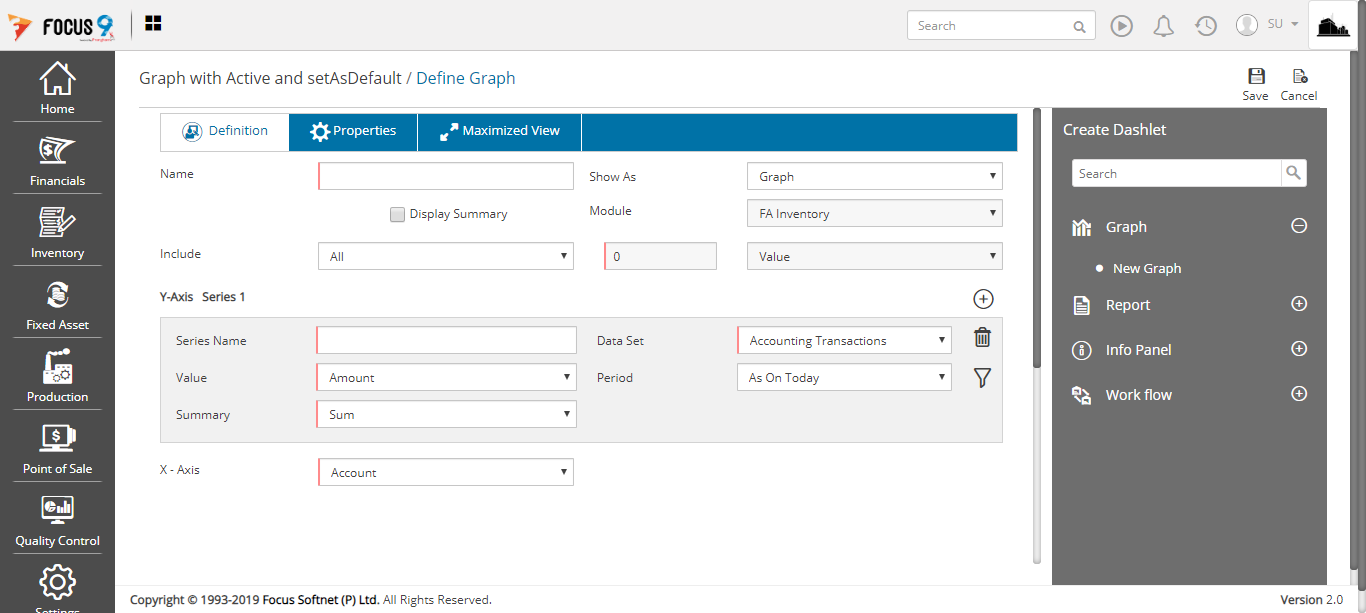 FOCUS 9
Search
SU
Home
Financials
Inventory
Fixed Asset
Production
Point of Sale
Quality Control
Settings
Graph with Active and setAsDefault / Define Graph
Save
Cancel
Definition
Properties
Maximized View
Name
Show As
Graph
Display Summary
Module
FA Inventory
Include
All
0
Value
Y-Axis Series 1
Series Name
Data Set
Accounting Transactions
Value
Amount
Period
As On Today
Summary
Sum
X - Axis
Account
Create Dashlet
Search
Graph
New Graph
Report
Info Panel
Work flow
Copyright © 1993-2019 Focus Softnet (P) Ltd. All Rights Reserved.
Version 2.0